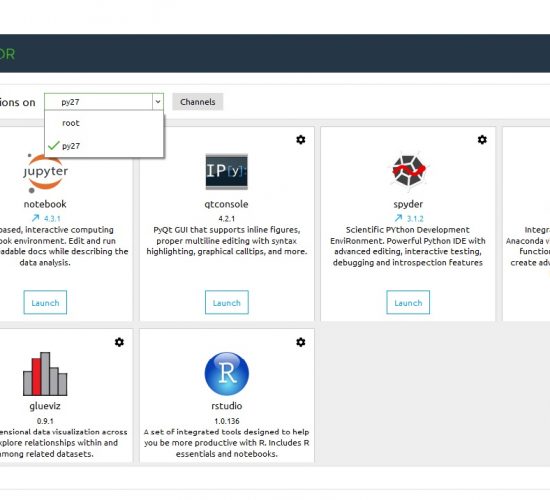 OR
ions on
py27
Channels
root
py27
jupyter
IP[y]:
notebook
qtconsole
spyder
4.3.1
4.2.1
3.1.2
based, interactive computing
PyQt GUI that supports inline figures,
Scientific PYthon Development
Integr
ook environment. Edit and run
proper multiline editing with syntax
EnviRonment. Powerful Python IDE with
Anaconda v
adable docs while describing the
highlighting, graphical calltips, and more.
advanced editing, interactive testing,
function
data analysis.
debugging and introspection features
create adv
Launch
Launch
Launch
R
glueviz
rstudio
0.9.1
1.0.136
ensional data visualization across
A set of integrated tools designed to help
xplore relationships within and
you be more productive with R. Includes R
among related datasets.
essentials and notebooks.